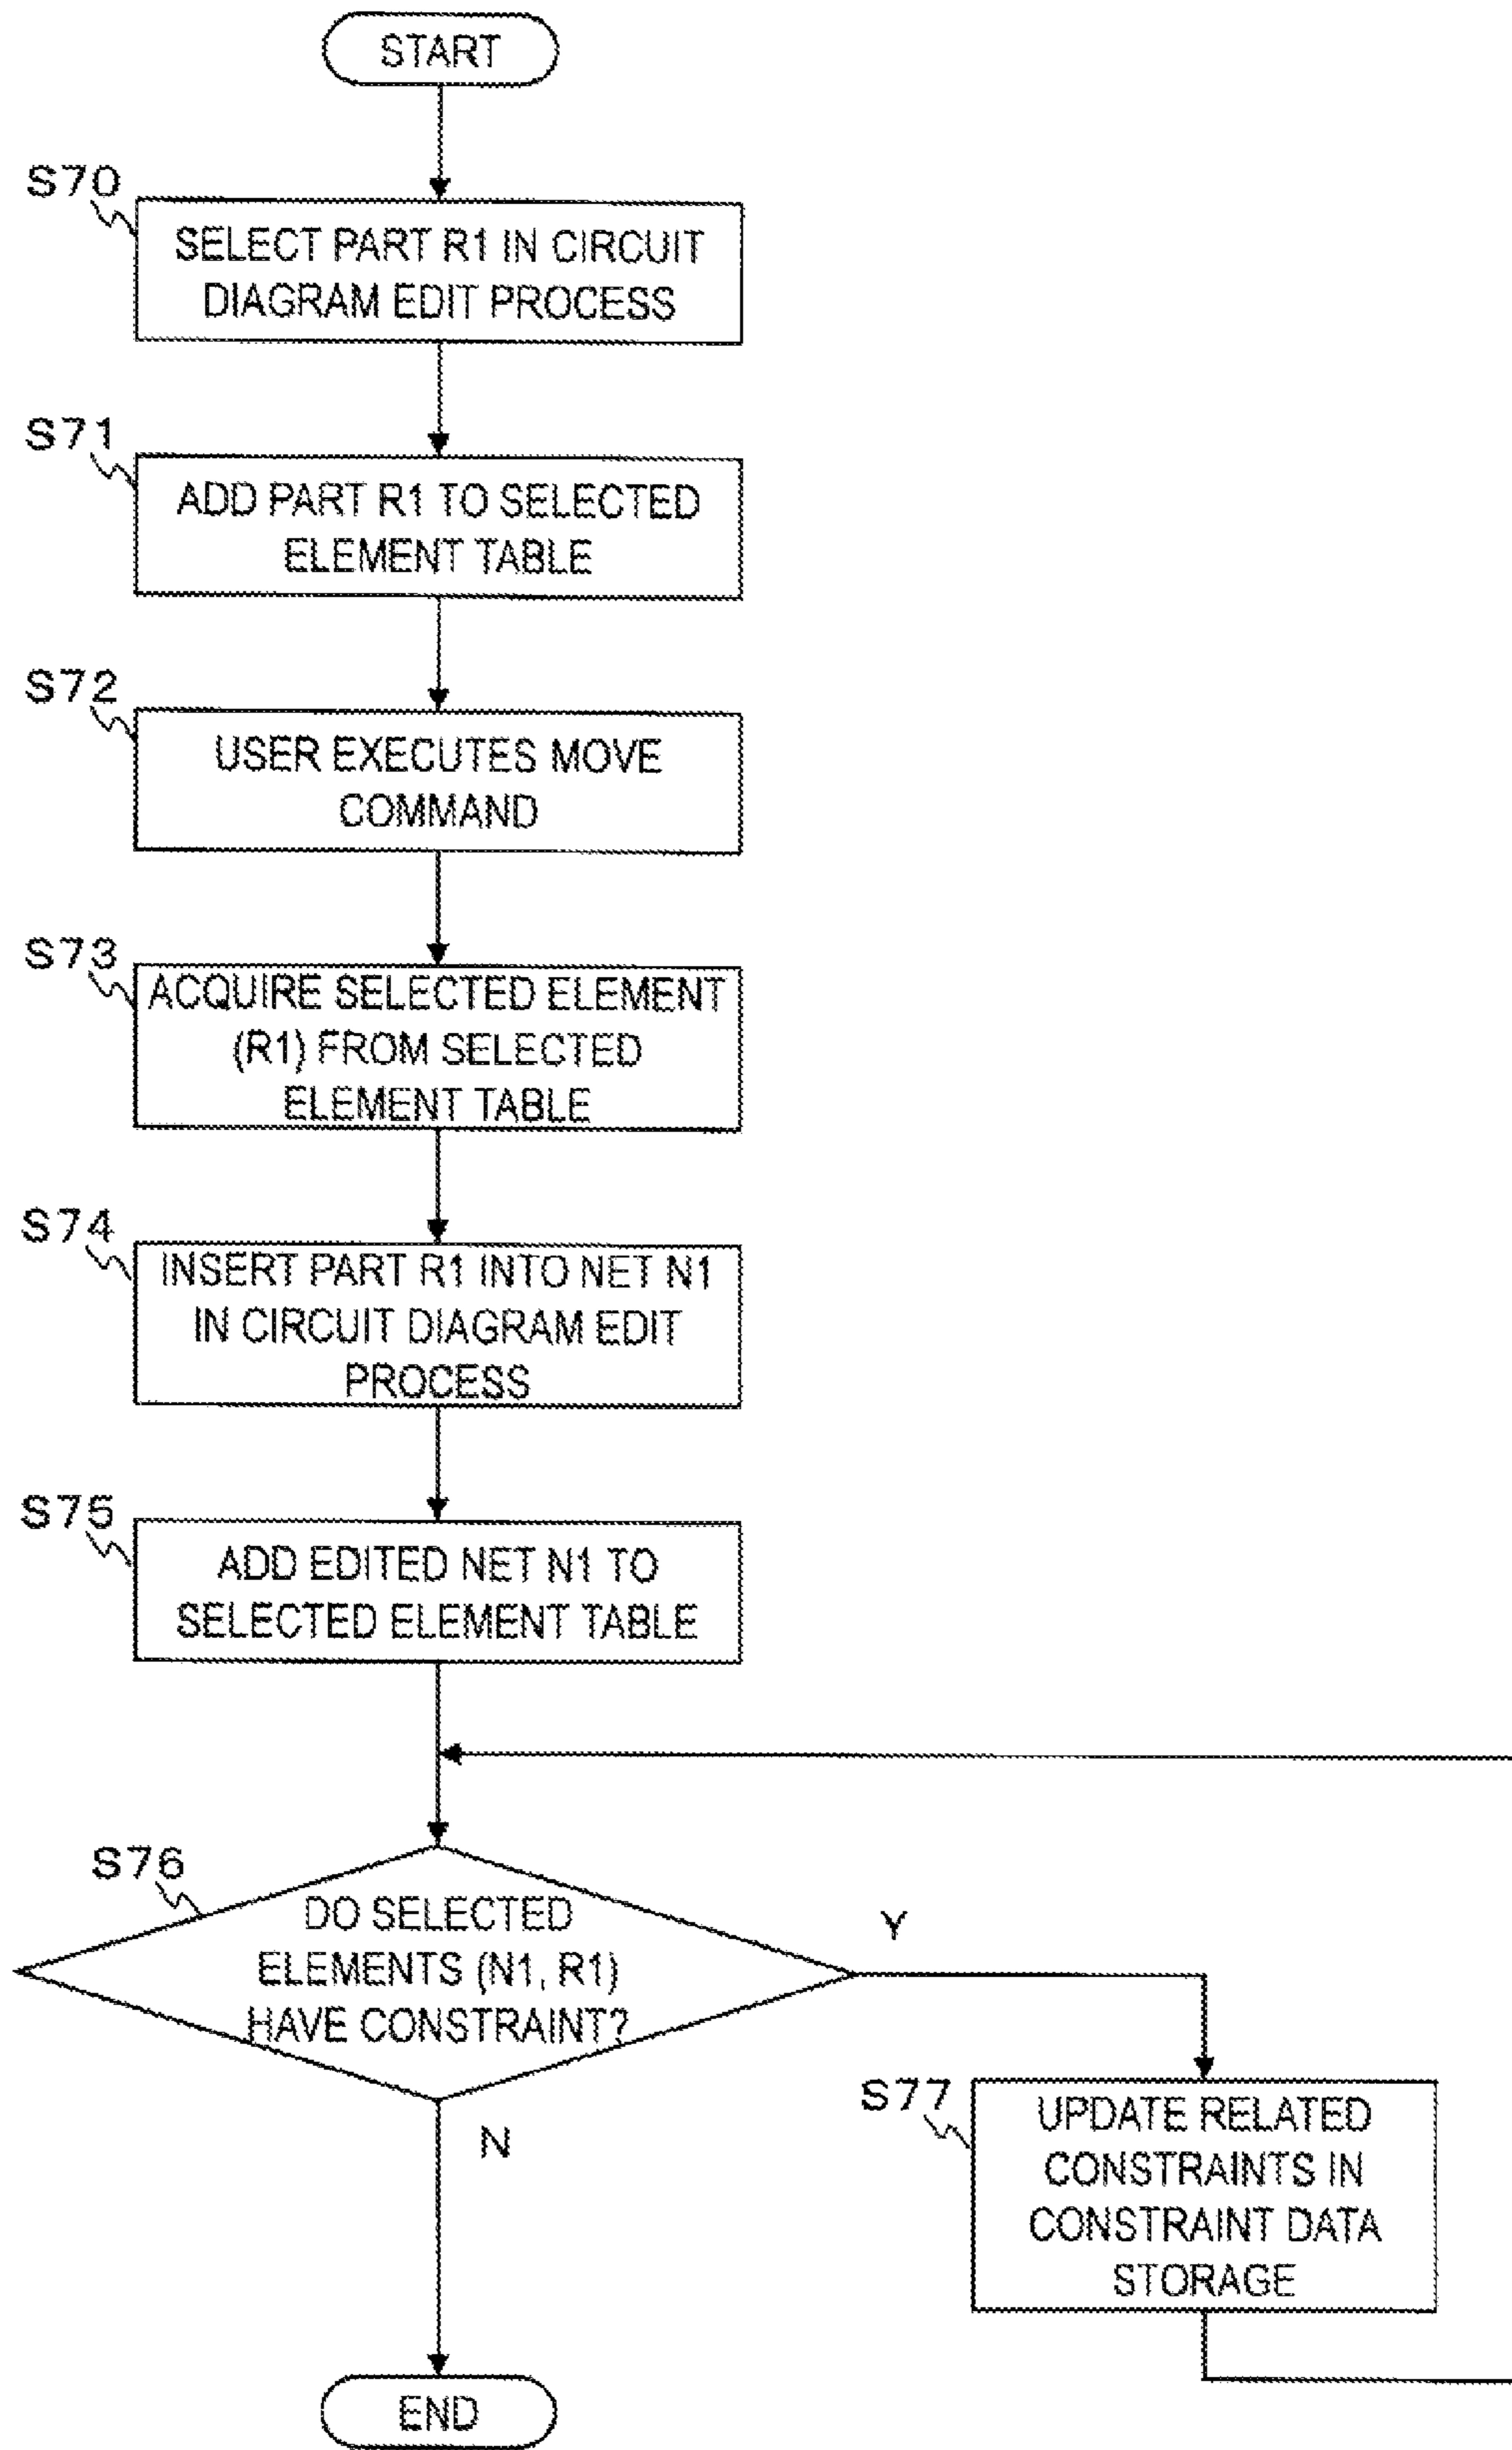 START
S70
SELECT PART R1 IN CIRCUIT
DIAGRAM EDIT PROCESS
S71
ADD PART R1 TO SELECTED
ELEMENT TABLE
S72
USER EXECUTES MOVE
COMMAND
S73
ACQUIRE SELECTED ELEMENT
(R1) FROM SELECTED
ELEMENT TABLE
S74
INSERT PART R1 INTO NET N1
IN CIRCUIT DIAGRAM EDIT
PROCESS
S75
ADD EDITED NET N1 TO
SELECTED ELEMENT TABLE
S76
DO SELECTED
ELEMENTS (N1, R1)
HAVE CONSTRAINT?
Y
N
S77
UPDATE RELATED
CONSTRAINTS IN
CONSTRAINT DATA
STORAGE
END